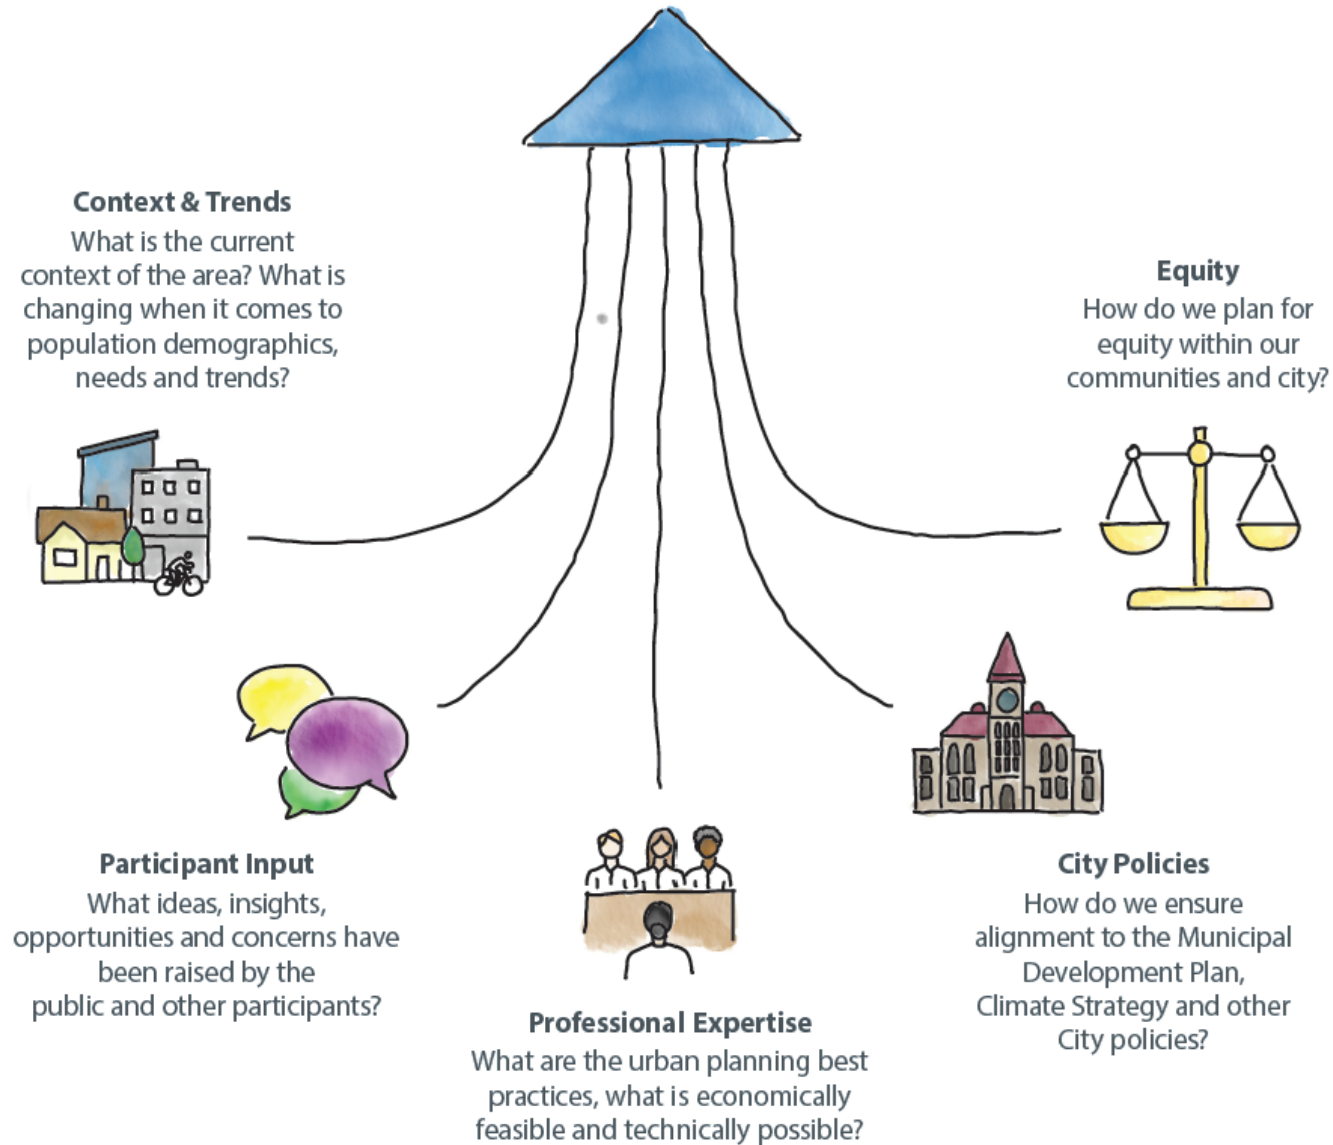 Context & Trends
What is the current
context of the area? What is
changing when it comes to
population demographics,
needs and trends?
Equity
How do we plan for
equity within our
communities and city?
Participant Input
What ideas, insights,
opportunities and concerns have
been raised by the
public and other participants?
Professional Expertise
What are the urban planning best
practices, what is economically
feasible and technically possible?
City Policies
How do we ensure
alignment to the Municipal
Development Plan,
Climate Strategy and other
City policies?